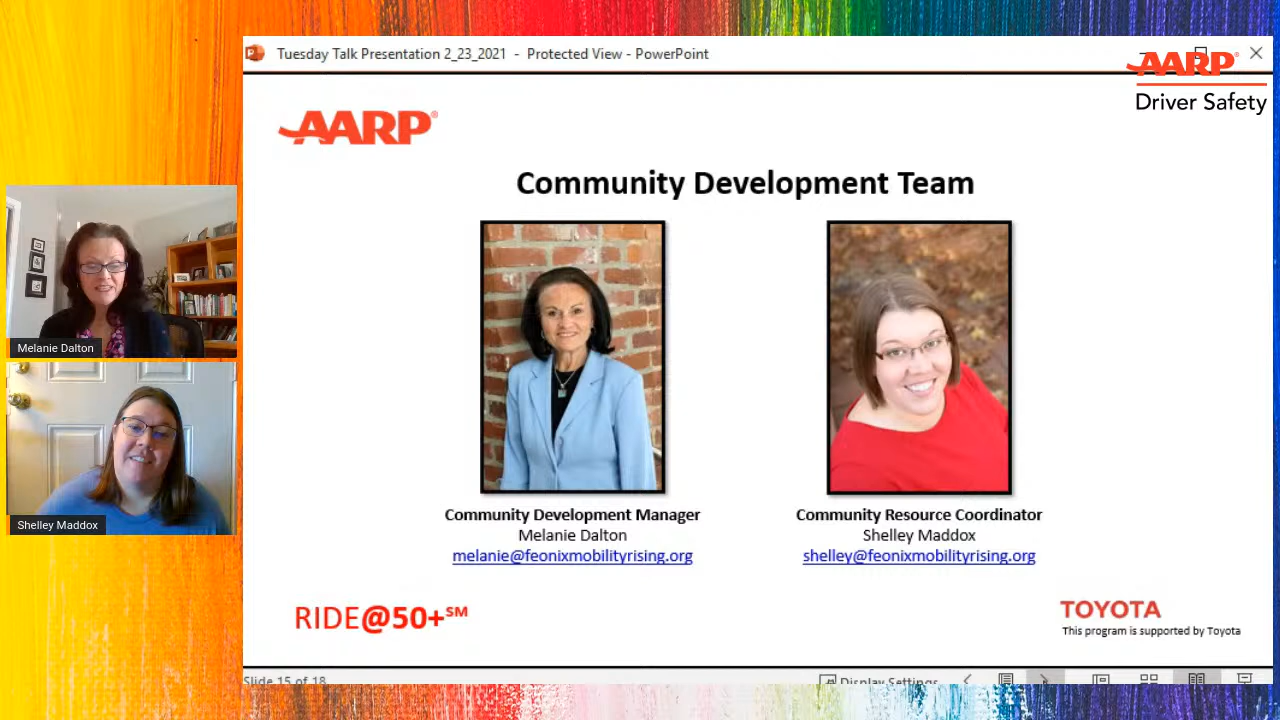 Tuesday Talk Presentation 2_23_2021 - Protected View - PowerPoint
AARP®
Driver Safety
AARP®
Community Development Team
Melanie Dalton
Shelley Maddox
Community Development Manager
Melanie Dalton
melanie@feonixmobilityrising.org
Community Resource Coordinator
Shelley Maddox
shelley@feonixmobilityrising.org
RIDE@50+℠
TOYOTA
This program is supported by Toyota
Slide 15 of 18
Display Settings